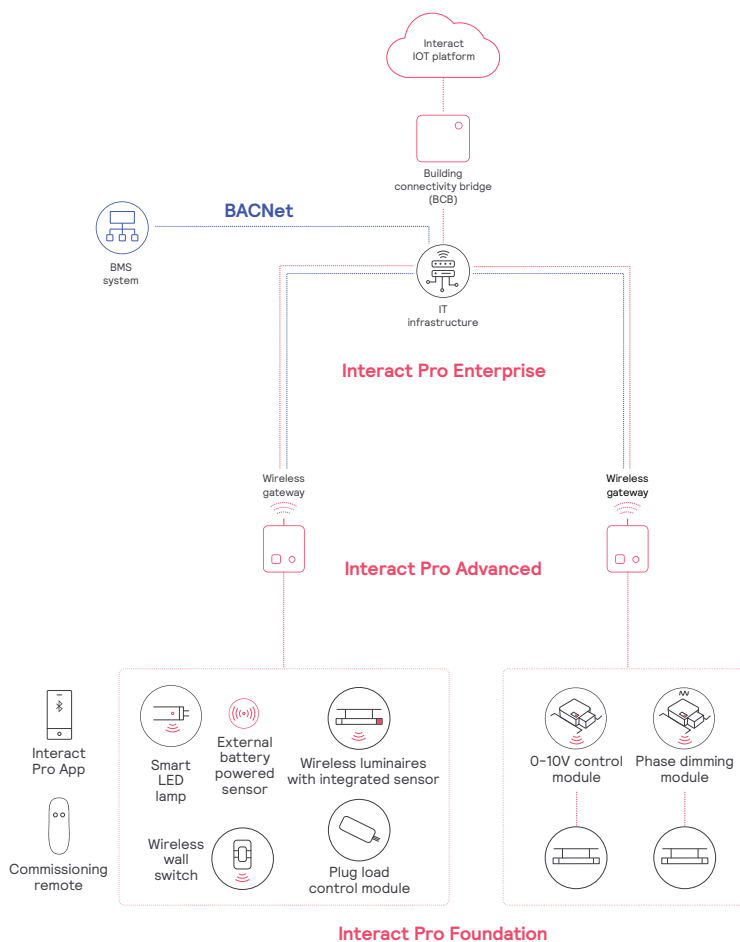 Interact
IOT platform
Building
connectivity bridge
(BCB)
BACNet
BMS
system
IT
infrastructure
Interact Pro Enterprise
Wireless
gateway
Wireless
gateway
Interact Pro Advanced
Interact
Pro App
Smart
LED
lamp
External
battery
powered
sensor
Wireless luminaires
with integrated sensor
0-10V control
module
Phase dimming
module
Commissioning
remote
Wireless
wall
switch
Plug load
control module
Interact Pro Foundation